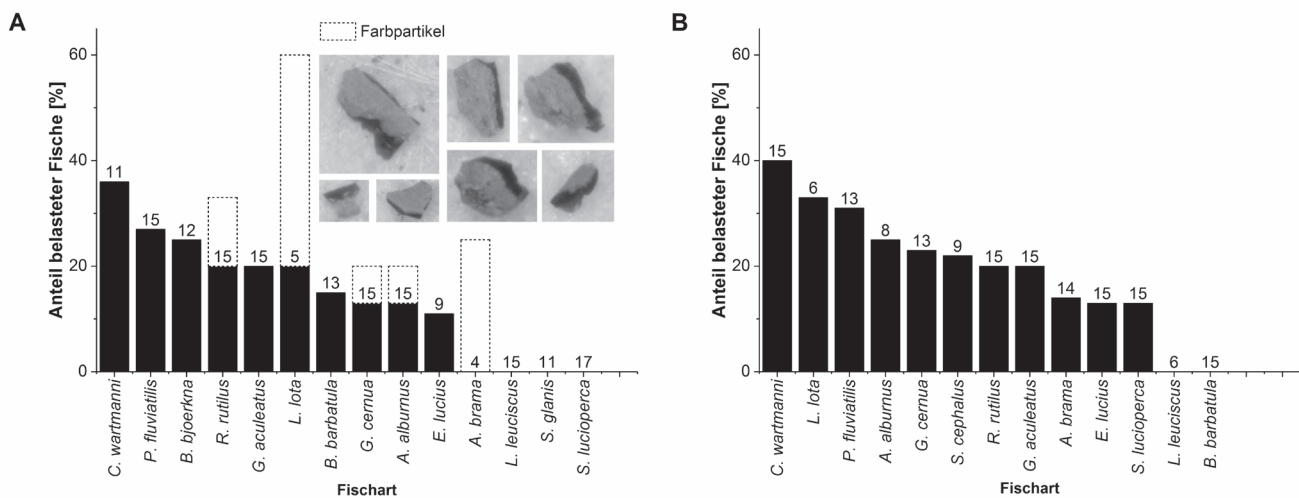 A
Farbpartikel
Anteil belasteter Fische [%]
60
40
20
0
11
15
12
15
15
5
13
15
15
9
4
15
11
17
C. wartmanni
P. fluviatilis
B. bjoerkna
R. rutilus
G. aculeatus
L. lota
B. barbatula
G. cernua
A. alburnus
E. lucius
A. brama
L. leuciscus
S. glanis
S. lucioperca
Fischart
B
Anteil belasteter Fische [%]
60
40
20
0
15
6
13
8
13
9
15
15
14
15
13
6
15
C. wartmanni
L. lota
P. fluviatilis
A. alburnus
G. cernua
S. cephalus
R. rutilus
G. aculeatus
A. brama
E. lucius
S. lucioperca
L. leuciscus
B. barbatula
Fischart